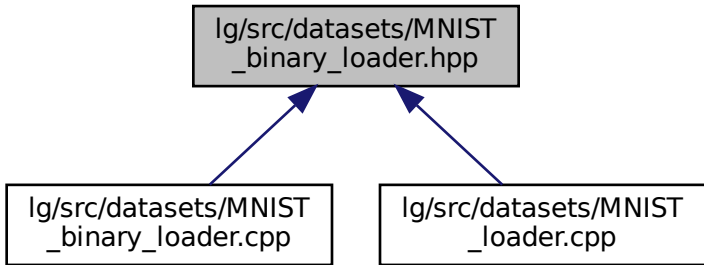 lg/src/datasets/MNIST
_binary_loader.hpp
lg/src/datasets/MNIST
_binary_loader.cpp
lg/src/datasets/MNIST
_loader.cpp